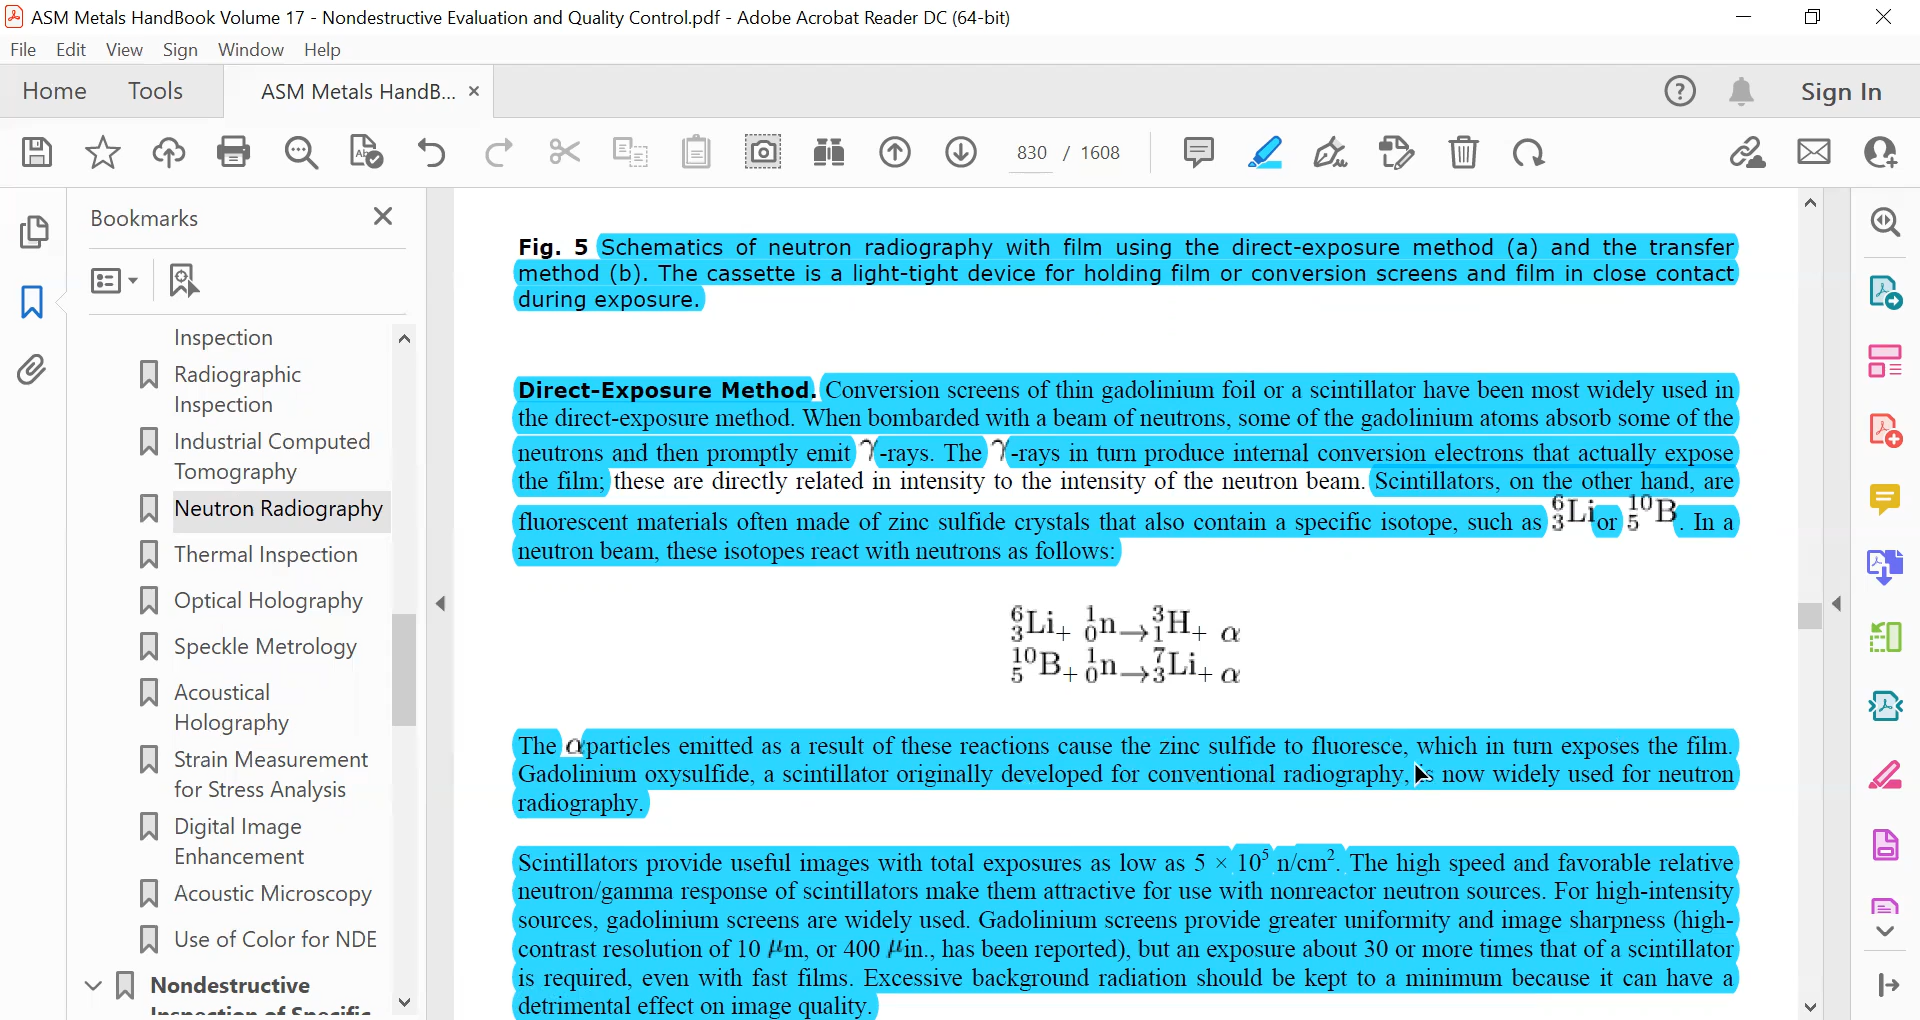 ASM Metals HandBook Volume 17 - Nondestructive Evaluation and Quality Control.pdf - Adobe Acrobat Reader DC (64-bit)
File Edit View Sign Window Help
Home Tools ASM Metals HandB... × Sign In
830 / 1608
Bookmarks
Inspection
Radiographic
Inspection
Industrial Computed
Tomography
Neutron Radiography
Thermal Inspection
Optical Holography
Speckle Metrology
Acoustical
Holography
Strain Measurement
for Stress Analysis
Digital Image
Enhancement
Acoustic Microscopy
Use of Color for NDE
Nondestructive
Inspection of Specific
Fig. 5 Schematics of neutron radiography with film using the direct-exposure method (a) and the transfer
method (b). The cassette is a light-tight device for holding film or conversion screens and film in close contact
during exposure.
Direct-Exposure Method. Conversion screens of thin gadolinium foil or a scintillator have been most widely used in
the direct-exposure method. When bombarded with a beam of neutrons, some of the gadolinium atoms absorb some of the
neutrons and then promptly emit γ-rays. The γ-rays in turn produce internal conversion electrons that actually expose
the film; these are directly related in intensity to the intensity of the neutron beam. Scintillators, on the other hand, are
fluorescent materials often made of zinc sulfide crystals that also contain a specific isotope, such as ⁶₃Li or ¹⁰₅B. In a
neutron beam, these isotopes react with neutrons as follows:
⁶₃Li + ¹₀n → ³₁H + α
¹⁰₅B + ¹₀n → ⁷₃Li + α
The α particles emitted as a result of these reactions cause the zinc sulfide to fluoresce, which in turn exposes the film.
Gadolinium oxysulfide, a scintillator originally developed for conventional radiography, is now widely used for neutron
radiography.
Scintillators provide useful images with total exposures as low as 5 × 10⁵ n/cm². The high speed and favorable relative
neutron/gamma response of scintillators make them attractive for use with nonreactor neutron sources. For high-intensity
sources, gadolinium screens are widely used. Gadolinium screens provide greater uniformity and image sharpness (high-
contrast resolution of 10 μm, or 400 μin., has been reported), but an exposure about 30 or more times that of a scintillator
is required, even with fast films. Excessive background radiation should be kept to a minimum because it can have a
detrimental effect on image quality.